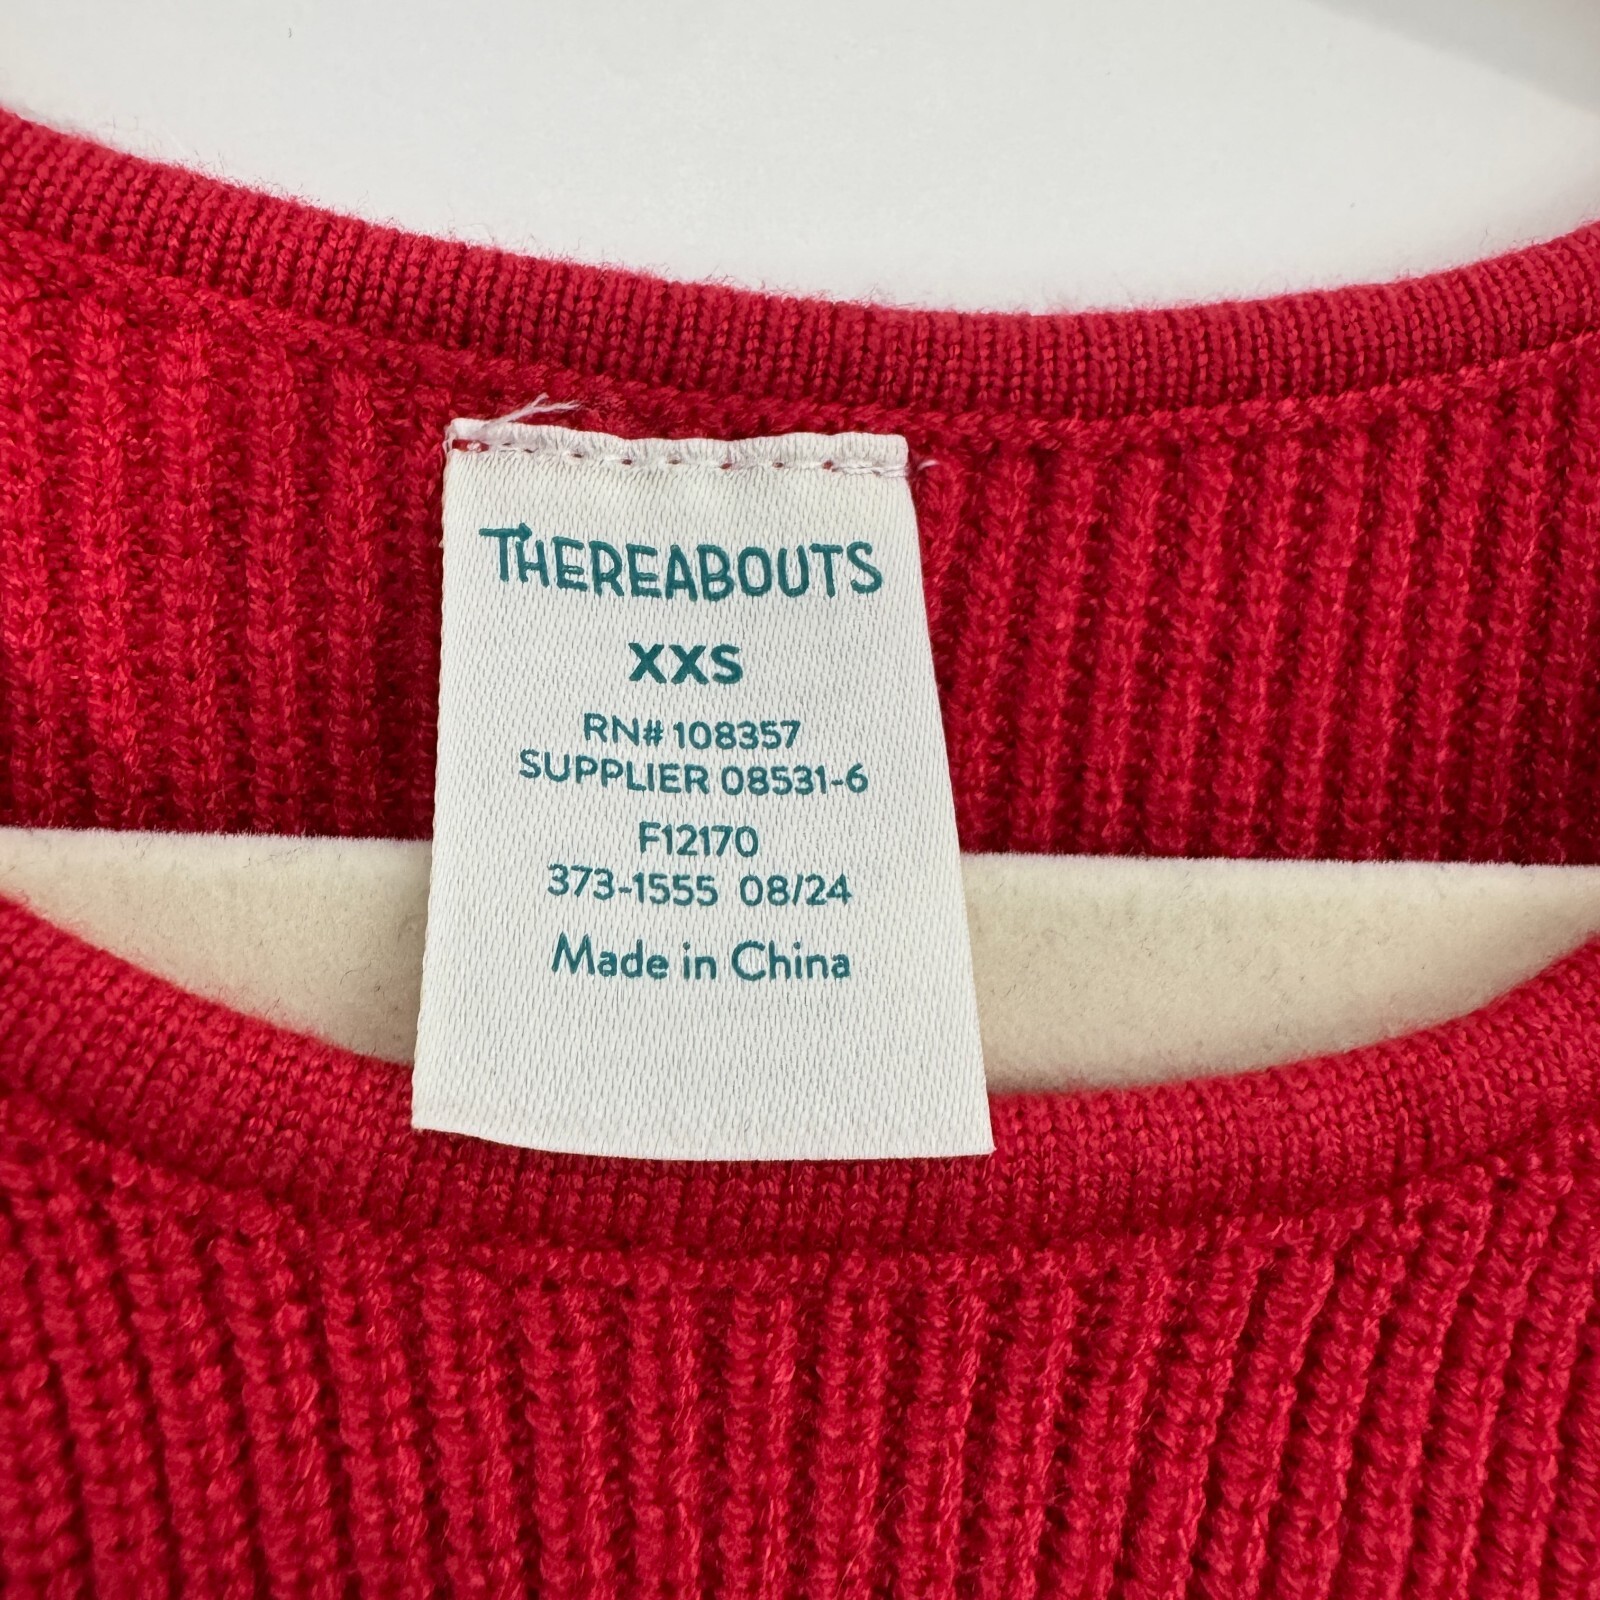 THEREABOUTS
XXS
RN# 108357
SUPPLIER 08531-6
F12170
373-1555 08/24
Made in China